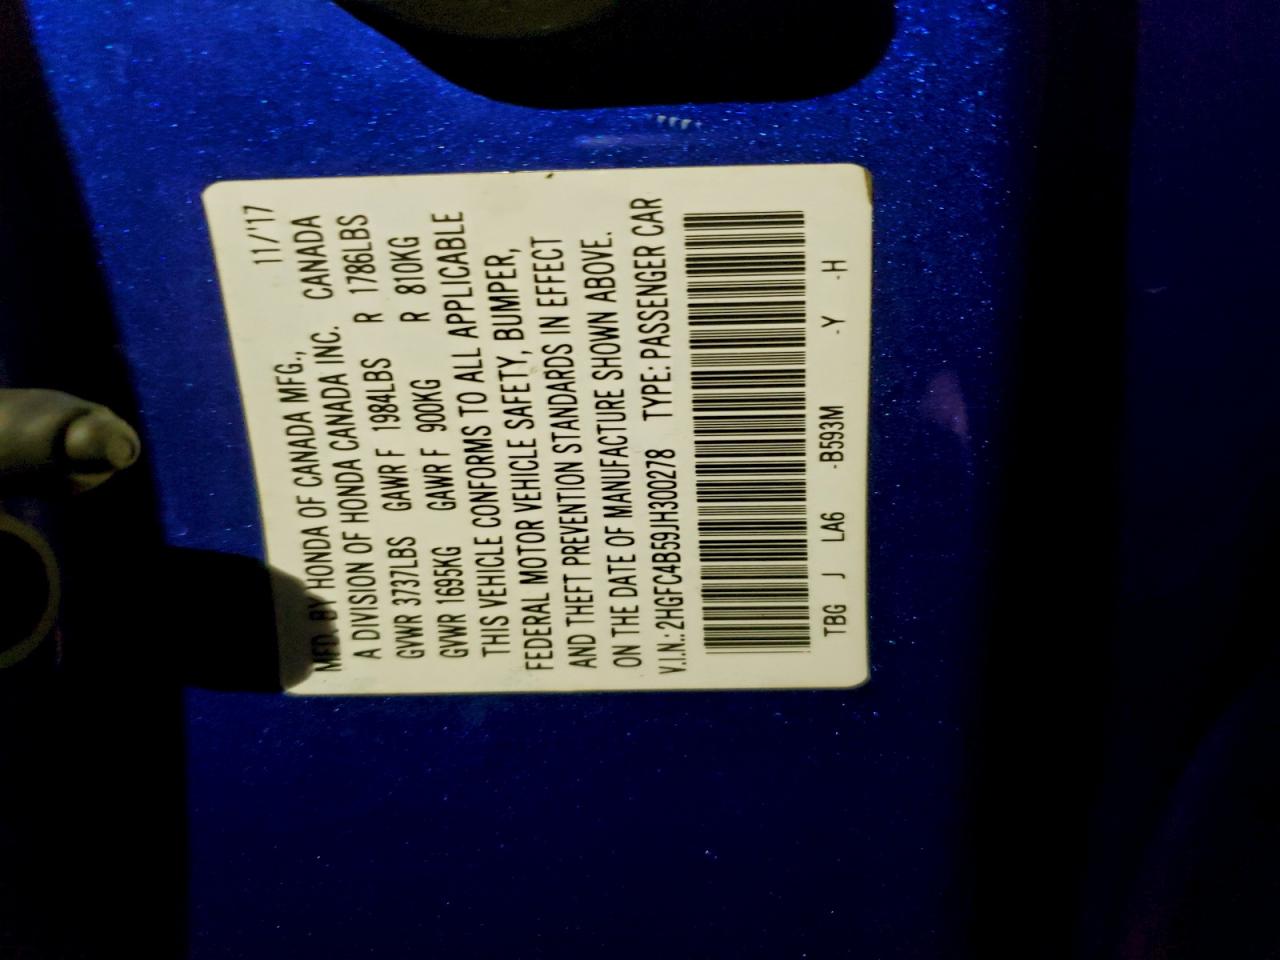 11/'17
MFD. BY HONDA OF CANADA MFG.,
A DIVISION OF HONDA CANADA INC. CANADA
GVWR 3737LBS GAWR F 1984LBS R 1786LBS
GVWR 1695KG GAWR F 900KG R 810KG
THIS VEHICLE CONFORMS TO ALL APPLICABLE
FEDERAL MOTOR VEHICLE SAFETY, BUMPER,
AND THEFT PREVENTION STANDARDS IN EFFECT
ON THE DATE OF MANUFACTURE SHOWN ABOVE.
V.I.N.: 2HGFC4B59JH300278 TYPE: PASSENGER CAR
TBG J LA6 -B593M -Y -H